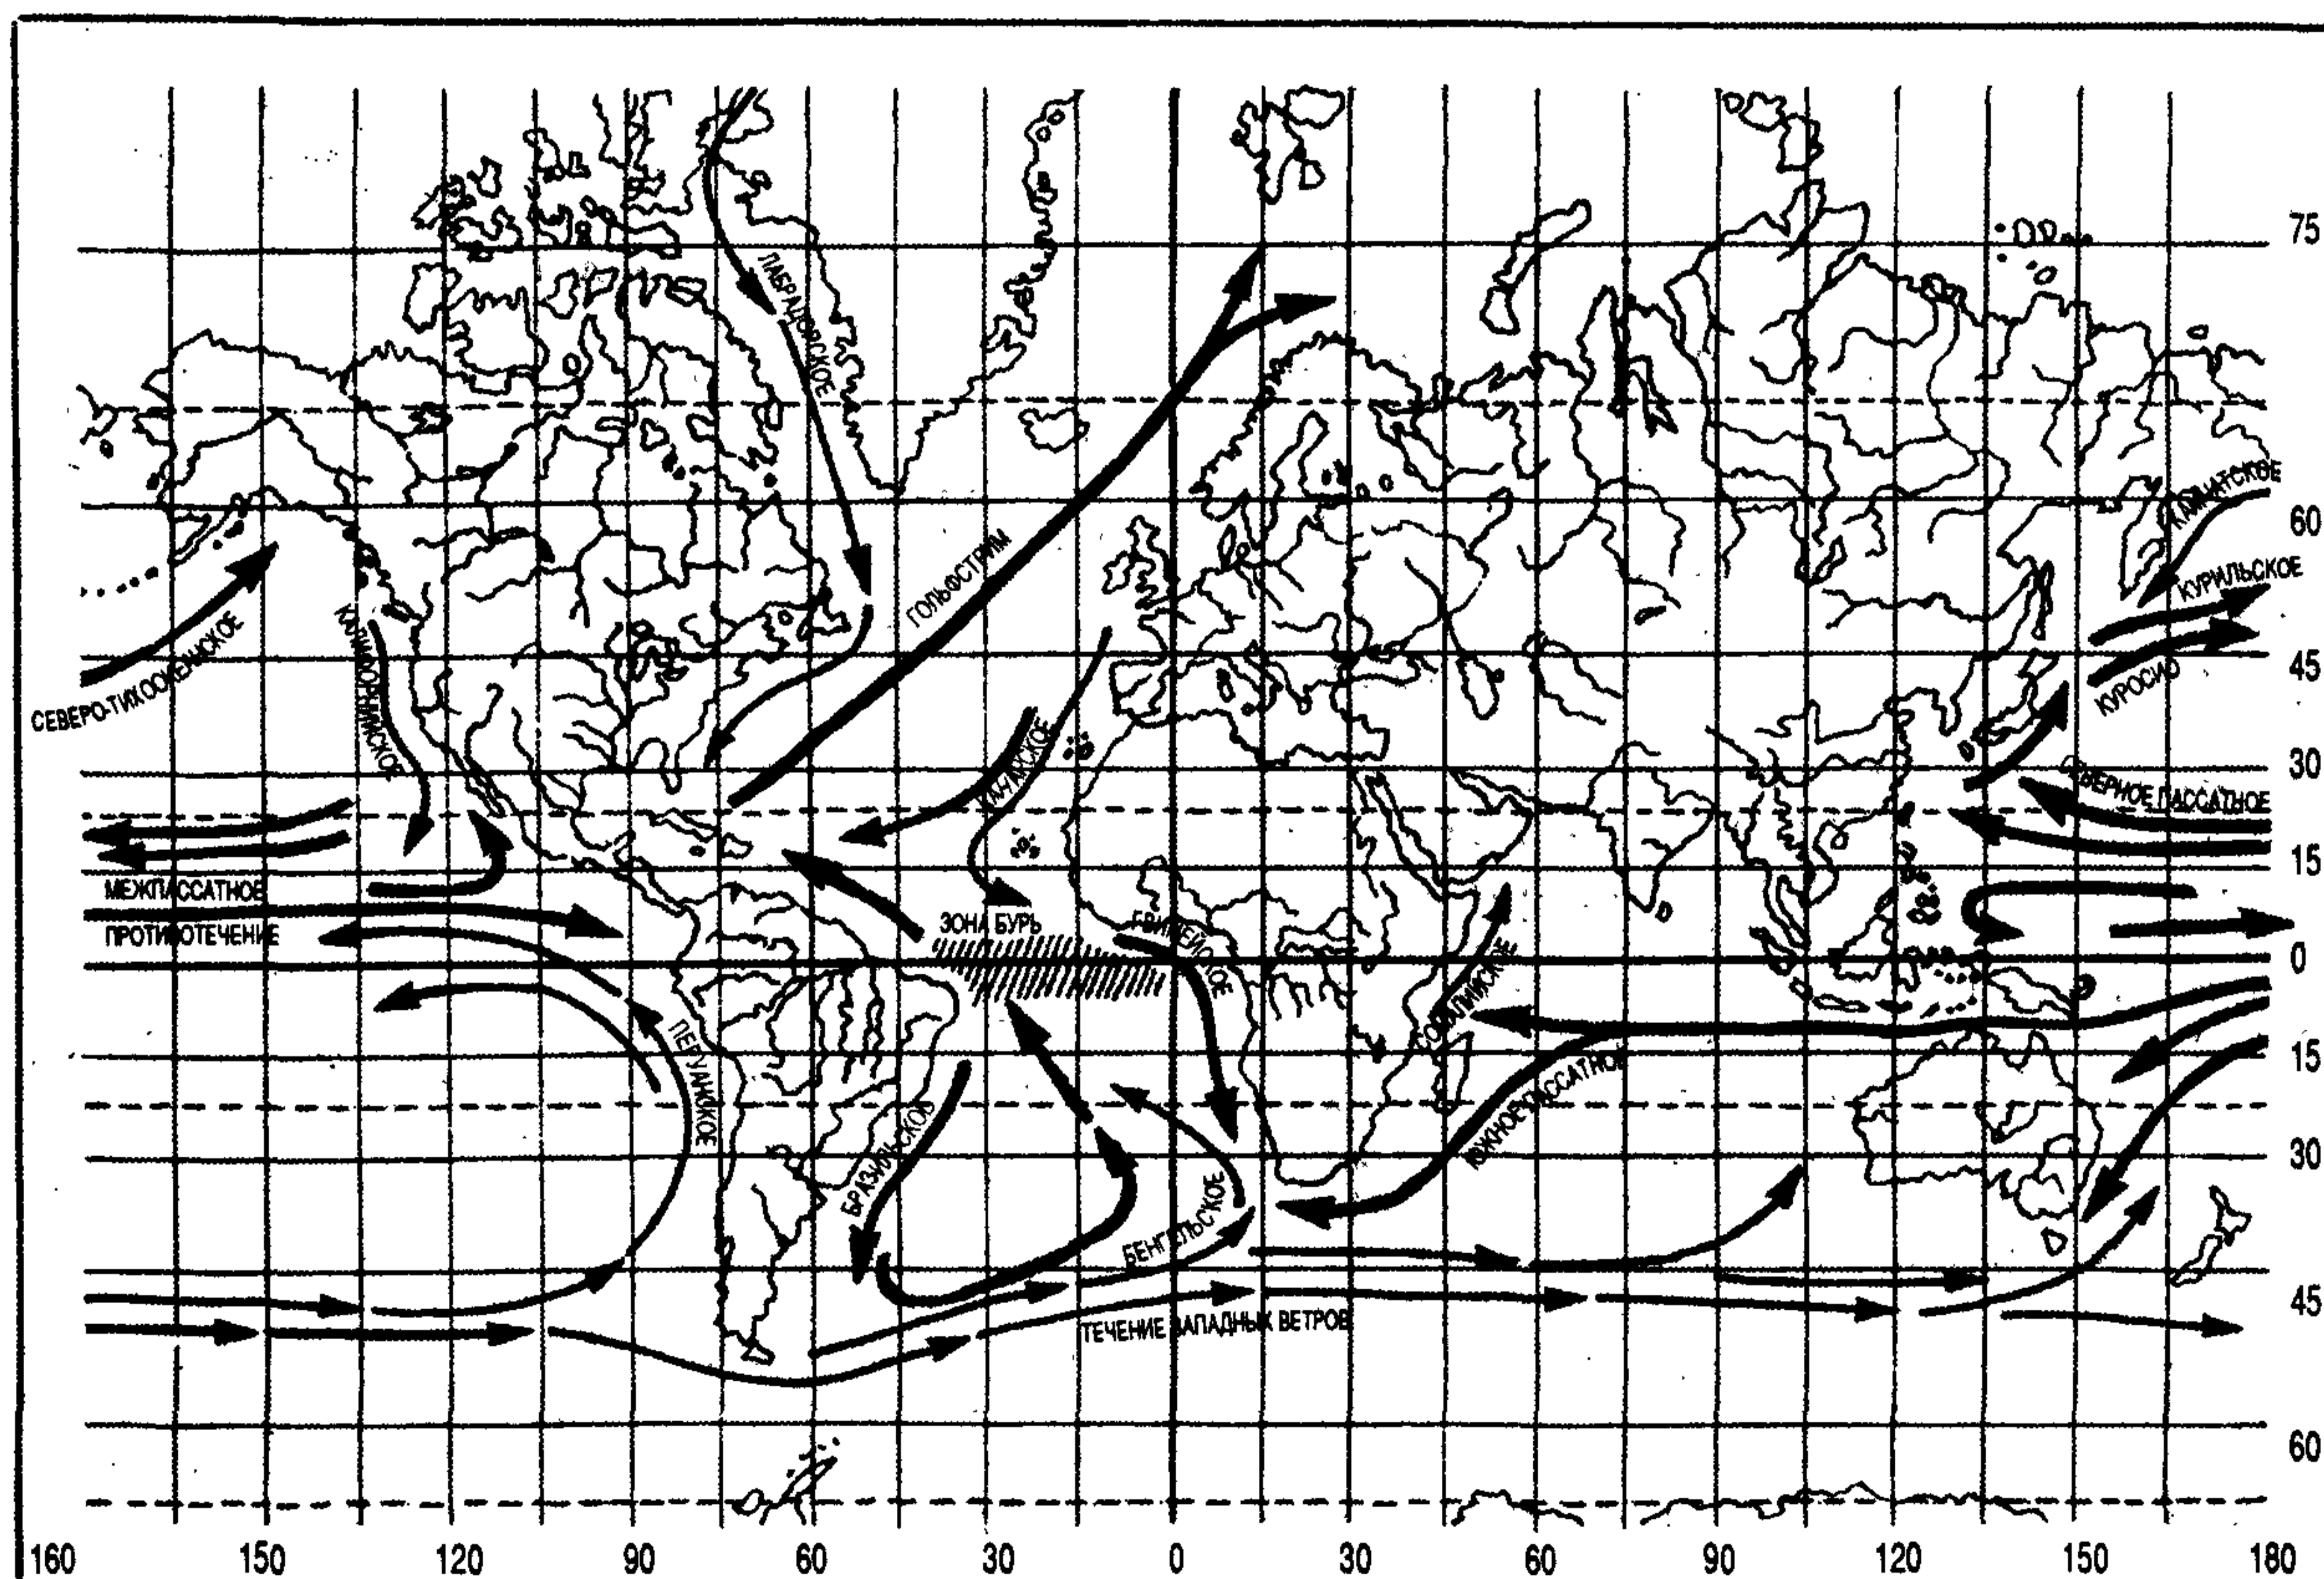 75
60
45
30
15
0
15
30
45
60
ЛАБРАДОРСКОЕ
ГОЛЬФСТРИМ
КАМЧАТСКОЕ
КУРИЛЬСКОЕ
КУРОСИО
СЕВЕРО-ТИХООКЕАНСКОЕ
КАЛИФОРНИЙСКОЕ
КАНАРСКОЕ
СЕВЕРНОЕ ПАССАТНОЕ
МЕЖПАССАТНОЕ
ПРОТИВОТЕЧЕНИЕ
ЗОНА БУРЬ
ГВИНЕЙСКОЕ
СОМАЛИЙСКОЕ
ПЕРУАНСКОЕ
БРАЗИЛЬСКОЕ
БЕНГЕЛЬСКОЕ
ЮЖНОЕ ПАССАТНОЕ
ТЕЧЕНИЕ ЗАПАДНЫХ ВЕТРОВ
160 150 120 90 60 30 0 30 60 90 120 150 180